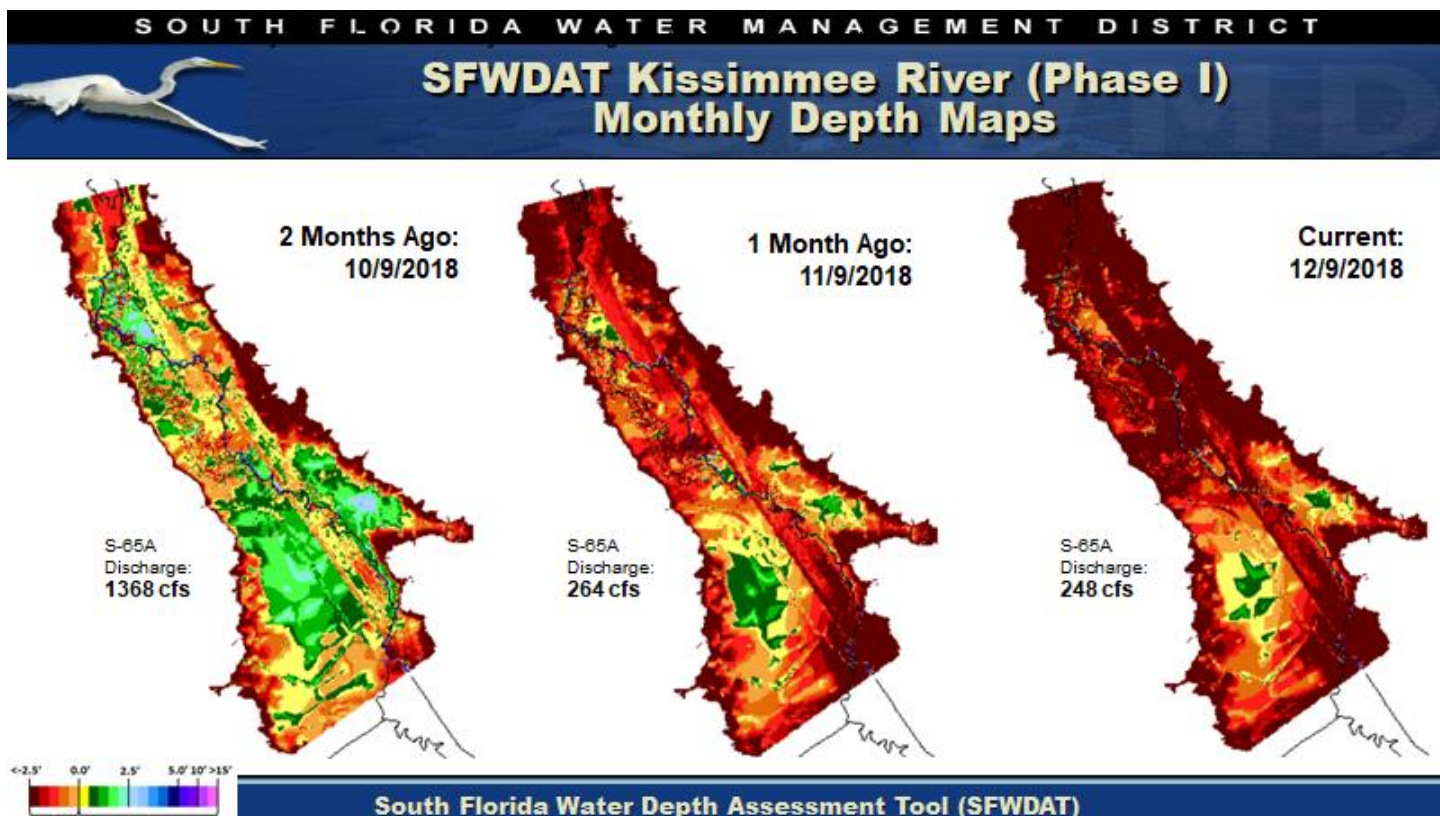 SOUTH FLORIDA WATER MANAGEMENT DISTRICT
SFWDAT Kissimmee River (Phase I)
Monthly Depth Maps
2 Months Ago:
10/9/2018
1 Month Ago:
11/9/2018
Current:
12/9/2018
S-65A
Discharge:
1368 cfs
S-65A
Discharge:
264 cfs
S-65A
Discharge:
248 cfs
<-2.5' 0.0' 2.5' 5.0' 10' >15'
South Florida Water Depth Assessment Tool (SFWDAT)